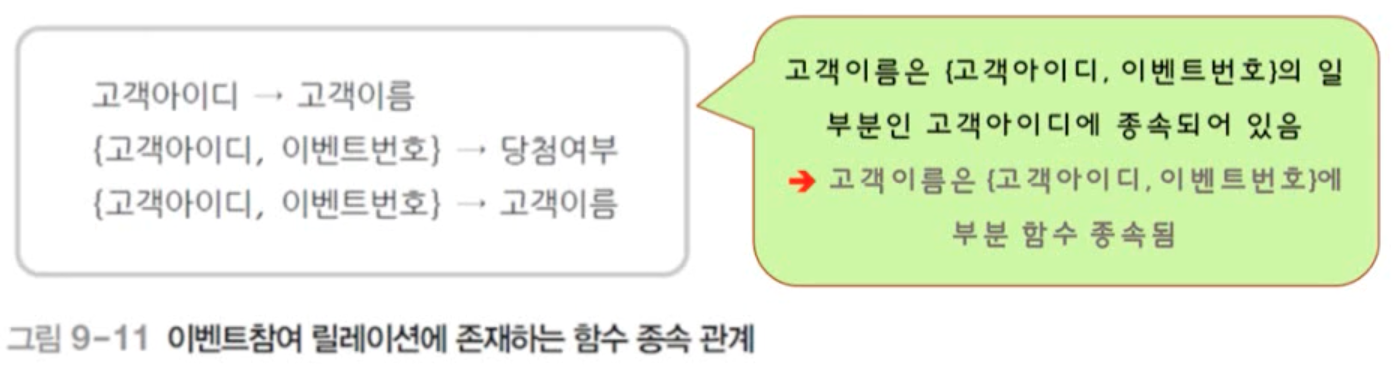 고객아이디 → 고객이름
{고객아이디, 이벤트번호} → 당첨여부
{고객아이디, 이벤트번호} → 고객이름
고객이름은 {고객아이디, 이벤트번호}의 일
부분인 고객아이디에 종속되어 있음
➔ 고객이름은 {고객아이디, 이벤트번호}에
부분 함수 종속됨
그림 9-11 이벤트참여 릴레이션에 존재하는 함수 종속 관계